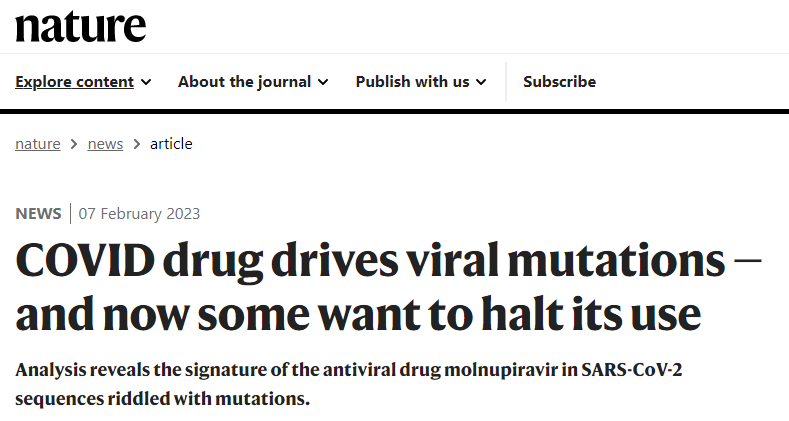 nature
Explore content About the journal Publish with us Subscribe
nature > news > article
NEWS | 07 February 2023
COVID drug drives viral mutations —
and now some want to halt its use
Analysis reveals the signature of the antiviral drug molnupiravir in SARS-CoV-2
sequences riddled with mutations.